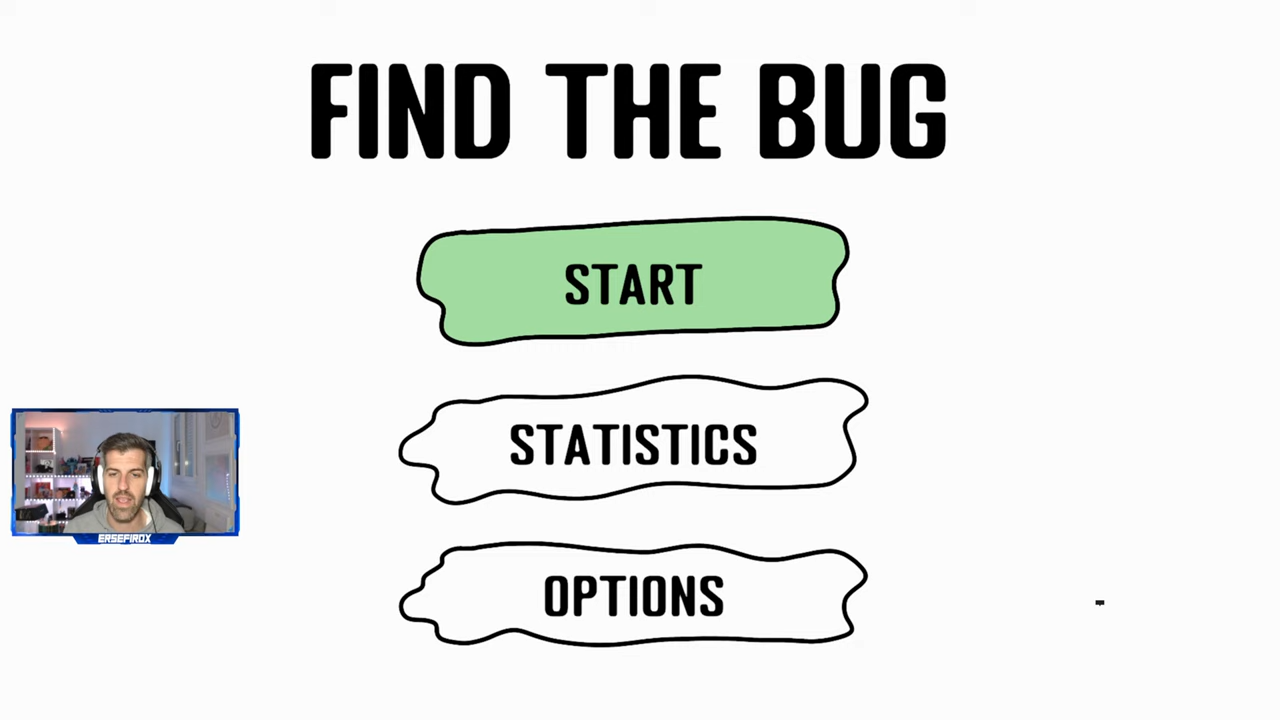 FIND THE BUG
START
STATISTICS
OPTIONS
ERSEFIROX